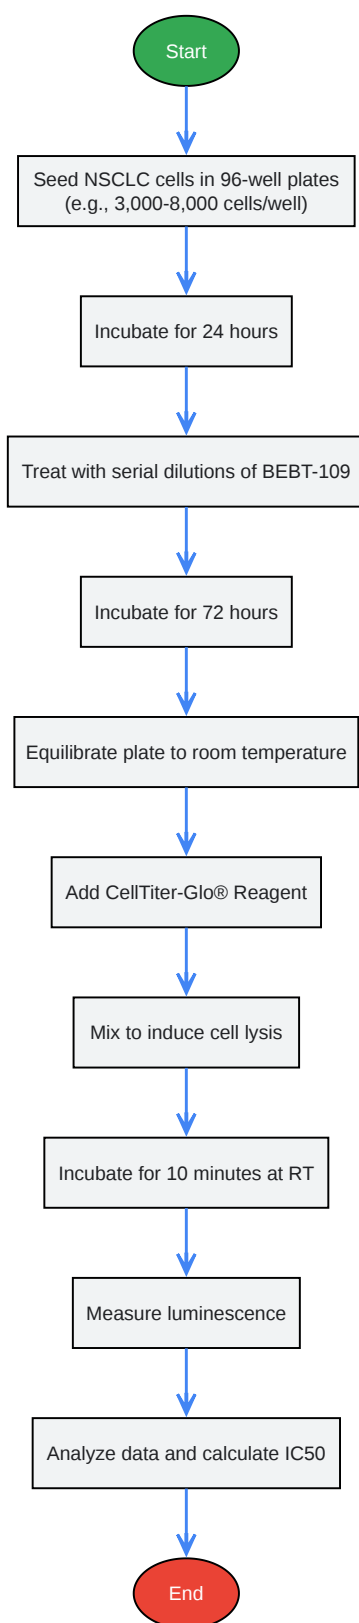 Start
Seed NSCLC cells in 96-well plates
(e.g., 3,000-8,000 cells/well)
Incubate for 24 hours
Treat with serial dilutions of BEBT-109
Incubate for 72 hours
Equilibrate plate to room temperature
Add CellTiter-Glo® Reagent
Mix to induce cell lysis
Incubate for 10 minutes at RT
Measure luminescence
Analyze data and calculate IC50
End